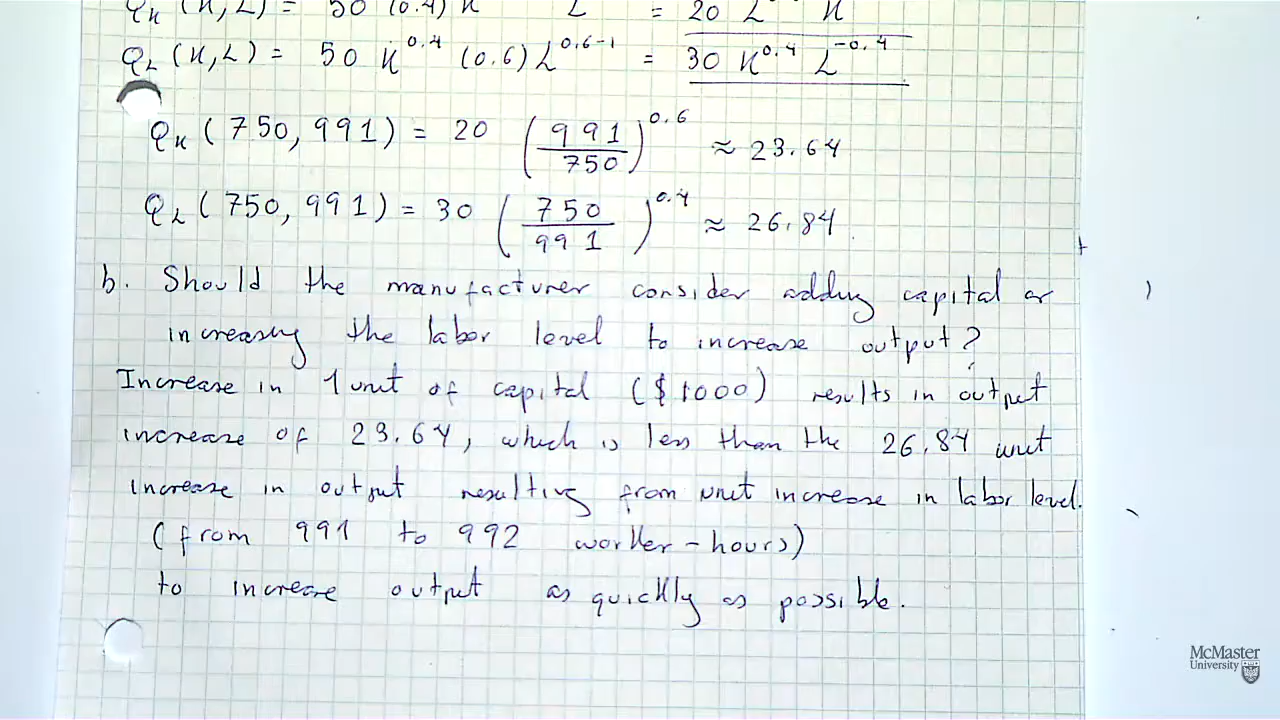 Q_K (K,L) = 50 (0.4) K L = 20 L K
Q_L (K,L) = 50 K^0.4 (0.6) L^0.6-1 = 30 K^0.4 L^-0.4
Q_K (750, 991) = 20 (991/750)^0.6 ≈ 23.64
Q_L (750, 991) = 30 (750/991)^0.4 ≈ 26.84
b. Should the manufacturer consider adding capital or
increasing the labor level to increase output?
Increase in 1 unit of capital ($1000) results in output
increase of 23.64, which is less than the 26.84 unit
increase in output resulting from unit increase in labor level.
(from 991 to 992 worker-hours)
to increase output as quickly as possible.
McMaster
University